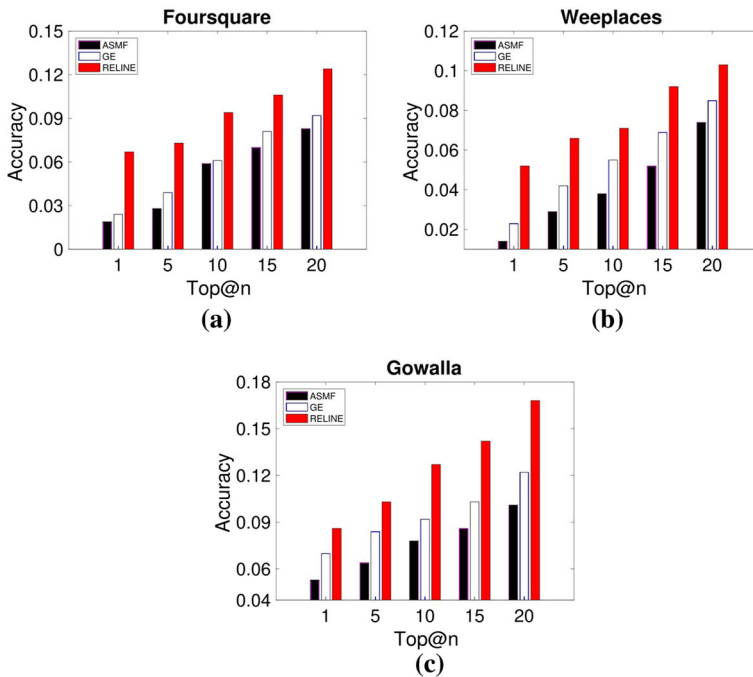 Foursquare
0.15
0.12
0.09
0.06
0.03
0
Accuracy
ASMF
GE
RELINE
1 5 10 15 20
Top@n
(a)
Weeplaces
0.12
0.1
0.08
0.06
0.04
0.02
Accuracy
ASMF
GE
RELINE
1 5 10 15 20
Top@n
(b)
Gowalla
0.18
0.12
0.09
0.06
0.04
Accuracy
ASMF
GE
RELINE
1 5 10 15 20
Top@n
(c)